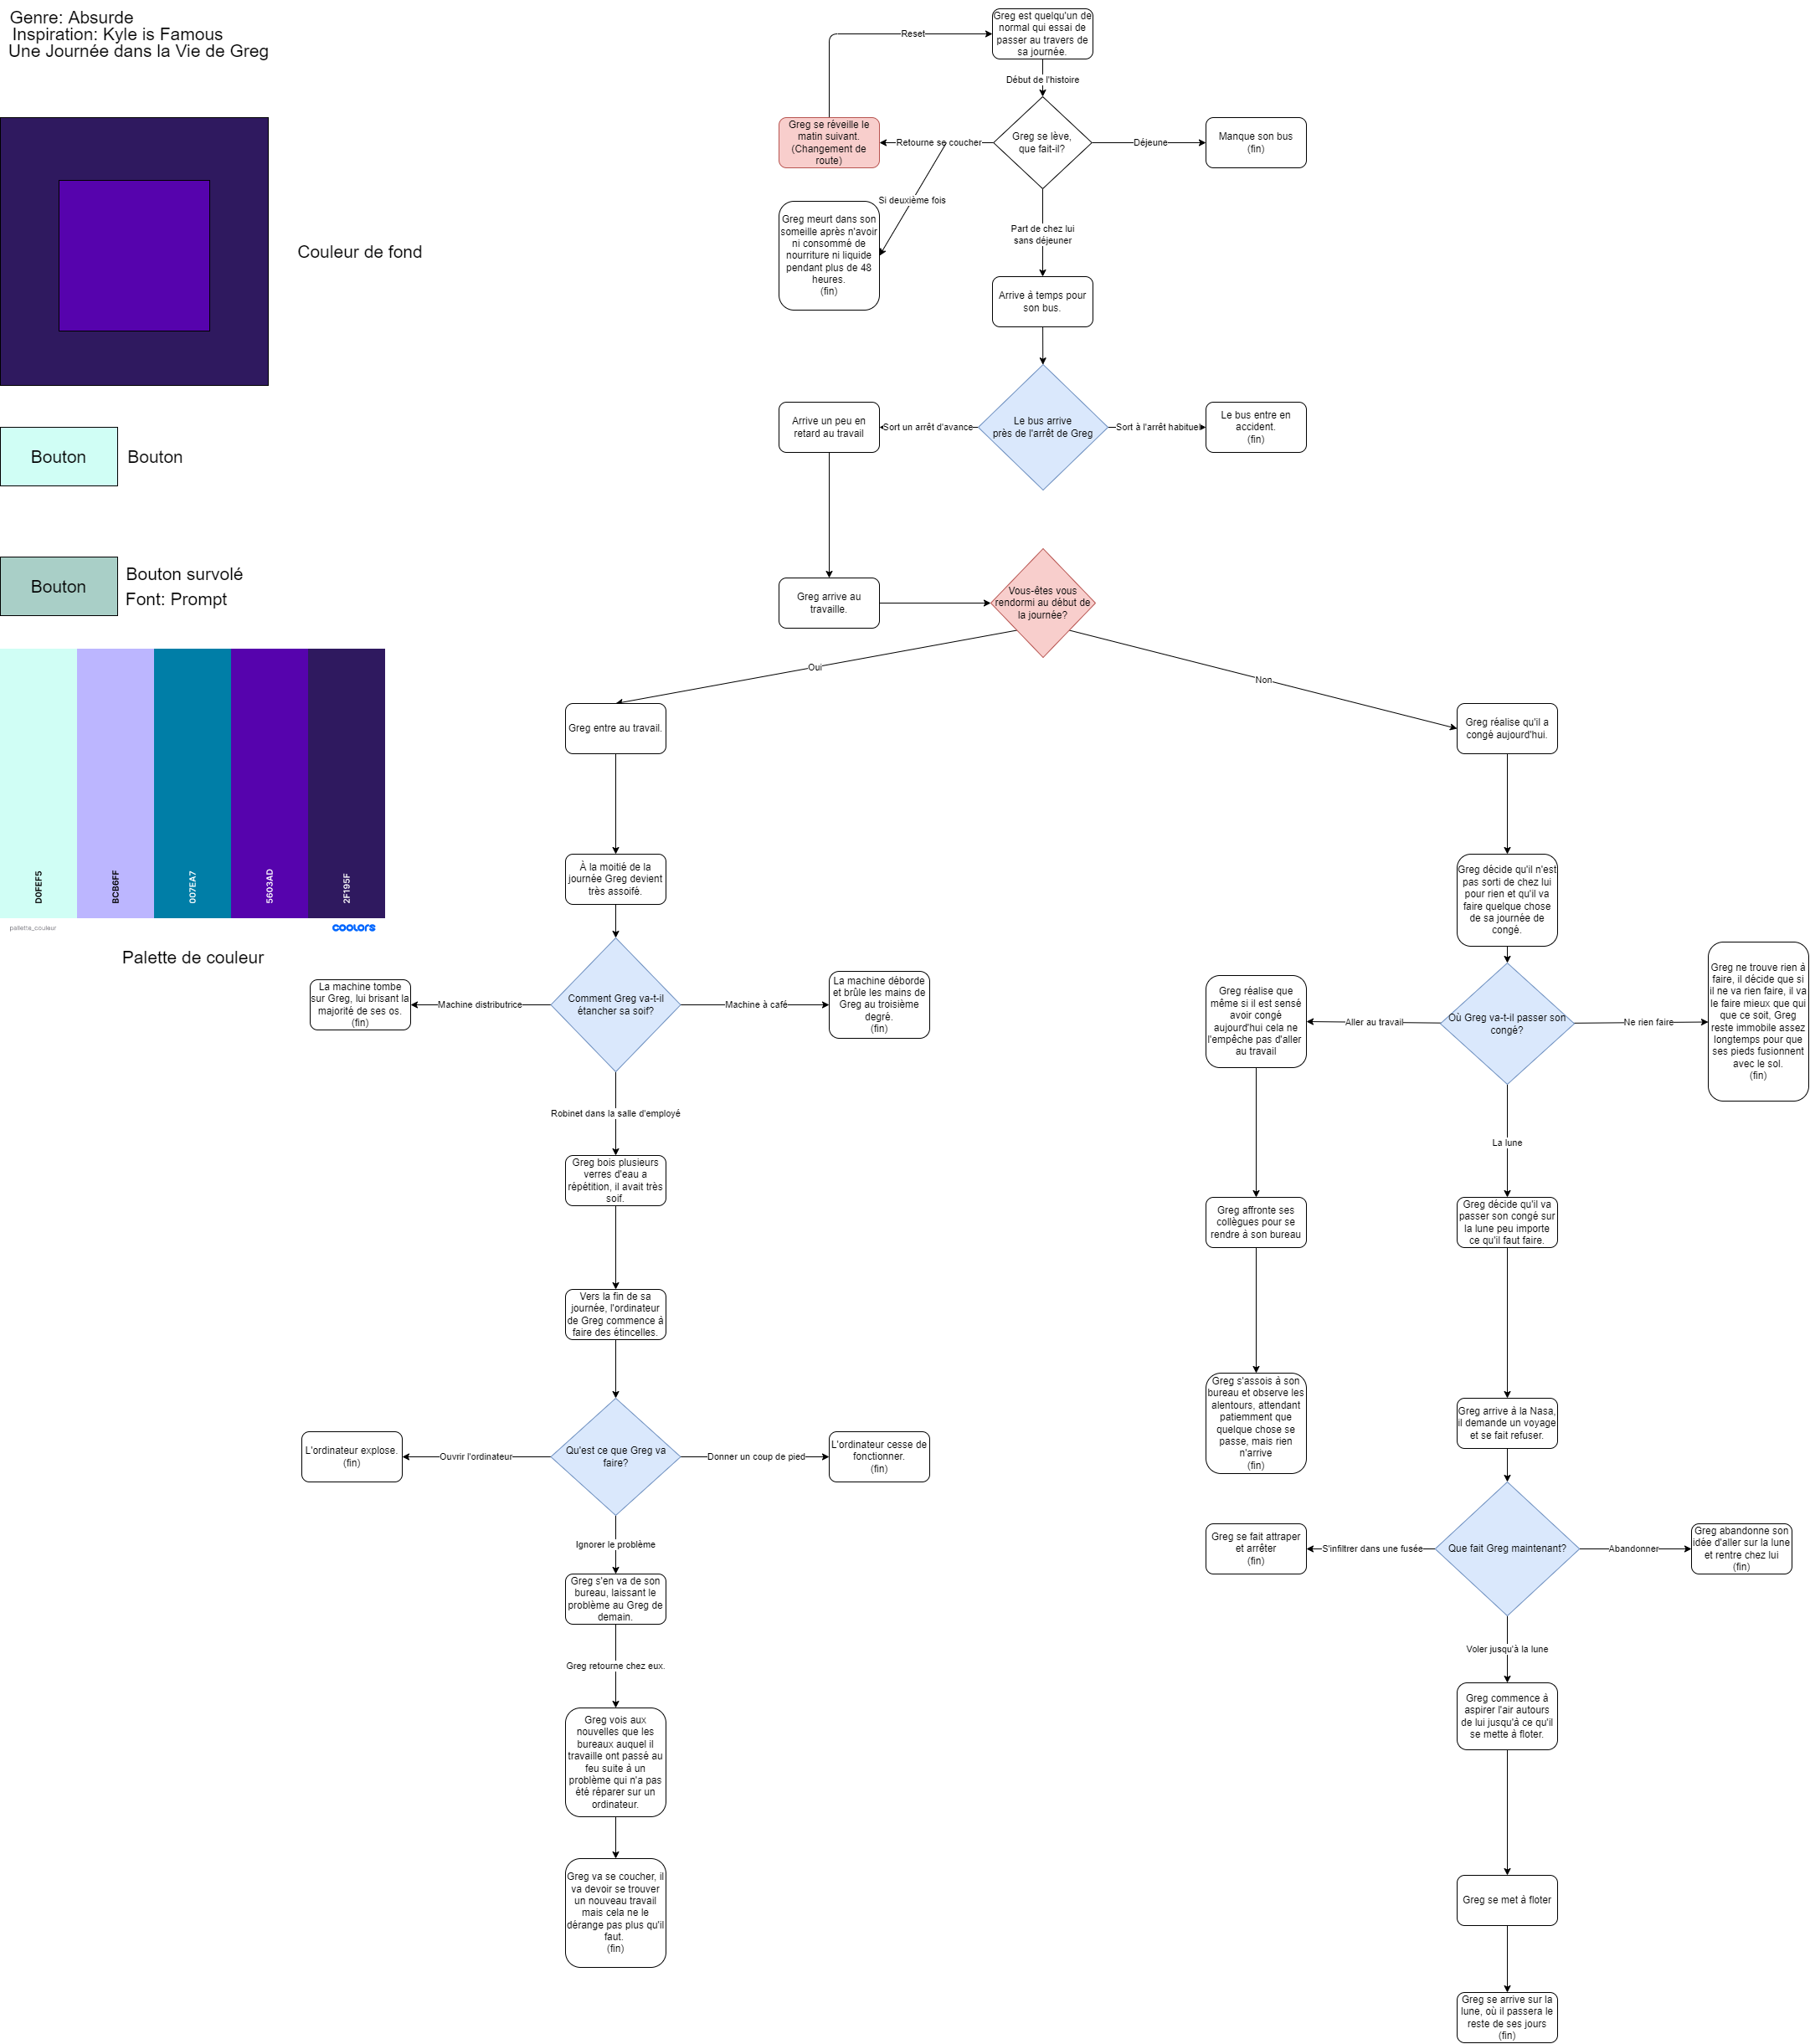 Genre: Absurde
Inspiration: Kyle is Famous
Une Journée dans la Vie de Greg
Couleur de fond
Bouton
Bouton
Bouton
Bouton survolé
Font: Prompt
D0FEF5
BCB6FF
007EA7
5603AD
2F195F
pallette_couleur
coolors
Palette de couleur
Greg est quelqu'un de
normal qui essai de
passer au travers de
sa journée.
Reset
Début de l'histoire
Greg se réveille le
matin suivant.
(Changement de
route)
Retourne se coucher
Greg se lève,
que fait-il?
Déjeune
Manque son bus
(fin)
Si deuxième fois
Greg meurt dans son
someille après n'avoir
ni consommé de
nourriture ni liquide
pendant plus de 48
heures.
(fin)
Part de chez lui
sans déjeuner
Arrive à temps pour
son bus.
Arrive un peu en
retard au travail
Sort un arrêt d'avance
Le bus arrive
près de l'arrêt de Greg
Sort à l'arrêt habituel
Le bus entre en
accident.
(fin)
Greg arrive au
travaille.
Vous-êtes vous
rendormi au début de
la journée?
Oui
Non
Greg entre au travail.
À la moitié de la
journée Greg devient
très assoifé.
La machine tombe
sur Greg, lui brisant la
majorité de ses os.
(fin)
Machine distributrice
Comment Greg va-t-il
étancher sa soif?
Machine à café
La machine déborde
et brûle les mains de
Greg au troisième
degré.
(fin)
Robinet dans la salle d'employé
Greg bois plusieurs
verres d'eau a
répétition, il avait très
soif.
Vers la fin de sa
journée, l'ordinateur
de Greg commence à
faire des étincelles.
L'ordinateur explose.
(fin)
Ouvrir l'ordinateur
Qu'est ce que Greg va
faire?
Donner un coup de pied
L'ordinateur cesse de
fonctionner.
(fin)
Ignorer le problème
Greg s'en va de son
bureau, laissant le
problème au Greg de
demain.
Greg retourne chez eux.
Greg vois aux
nouvelles que les
bureaux auquel il
travaille ont passé au
feu suite à un
problème qui n'a pas
été réparer sur un
ordinateur.
Greg va se coucher, il
va devoir se trouver
un nouveau travail
mais cela ne le
dérange pas plus qu'il
faut.
(fin)
Greg réalise qu'il a
congé aujourd'hui.
Greg décide qu'il n'est
pas sorti de chez lui
pour rien et qu'il va
faire quelque chose
de sa journée de
congé.
Greg réalise que
même si il est sensé
avoir congé
aujourd'hui cela ne
l'empêche pas d'aller
au travail
Aller au travail
Où Greg va-t-il passer son
congé?
Ne rien faire
Greg ne trouve rien à
faire, il décide que si
il ne va rien faire, il va
le faire mieux que qui
que ce soit, Greg
reste immobile assez
longtemps pour que
ses pieds fusionnent
avec le sol.
(fin)
La lune
Greg affronte ses
collègues pour se
rendre à son bureau
Greg décide qu'il va
passer son congé sur
la lune peu importe
ce qu'il faut faire.
Greg s'assois à son
bureau et observe les
alentours, attendant
patiemment que
quelque chose se
passe, mais rien
n'arrive
(fin)
Greg arrive à la Nasa,
il demande un voyage
et se fait refuser.
Greg se fait attraper
et arrêter
(fin)
S'infiltrer dans une fusée
Que fait Greg maintenant?
Abandonner
Greg abandonne son
idée d'aller sur la lune
et rentre chez lui
(fin)
Voler jusqu'à la lune
Greg commence à
aspirer l'air autours
de lui jusqu'à ce qu'il
se mette à floter.
Greg se met à floter
Greg se arrive sur la
lune, où il passera le
reste de ses jours
(fin)